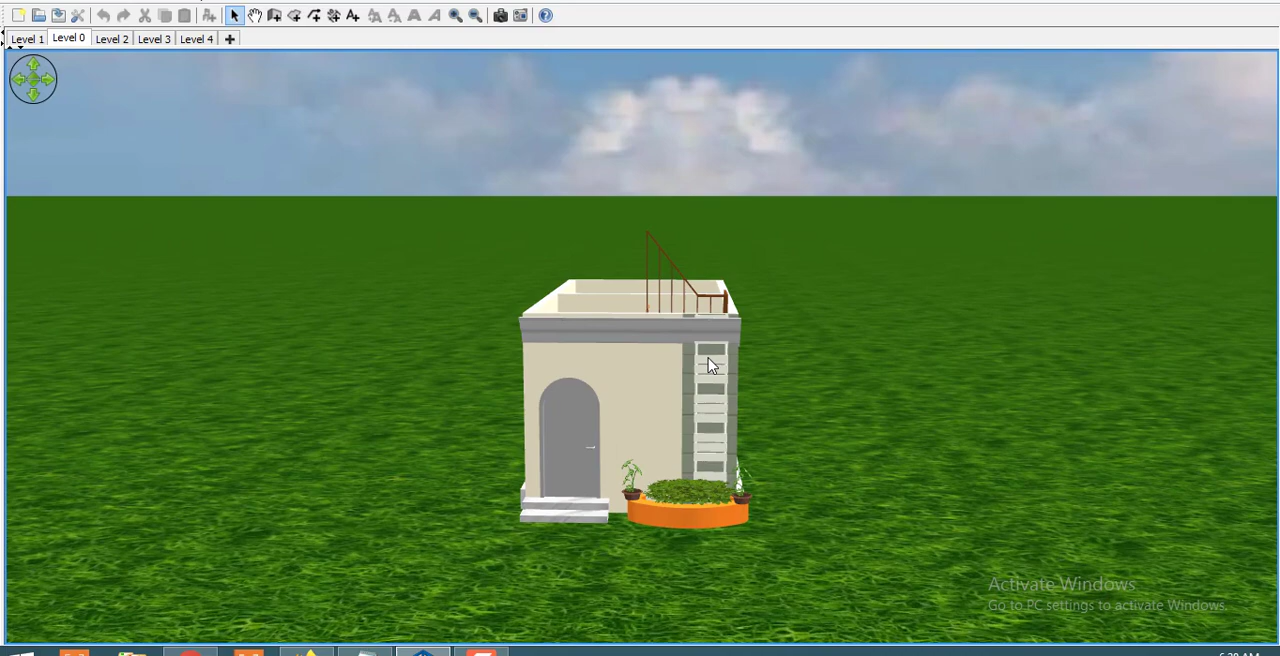 Level 1 Level 0 Level 2 Level 3 Level 4
Activate Windows
Go to PC settings to activate Windows.